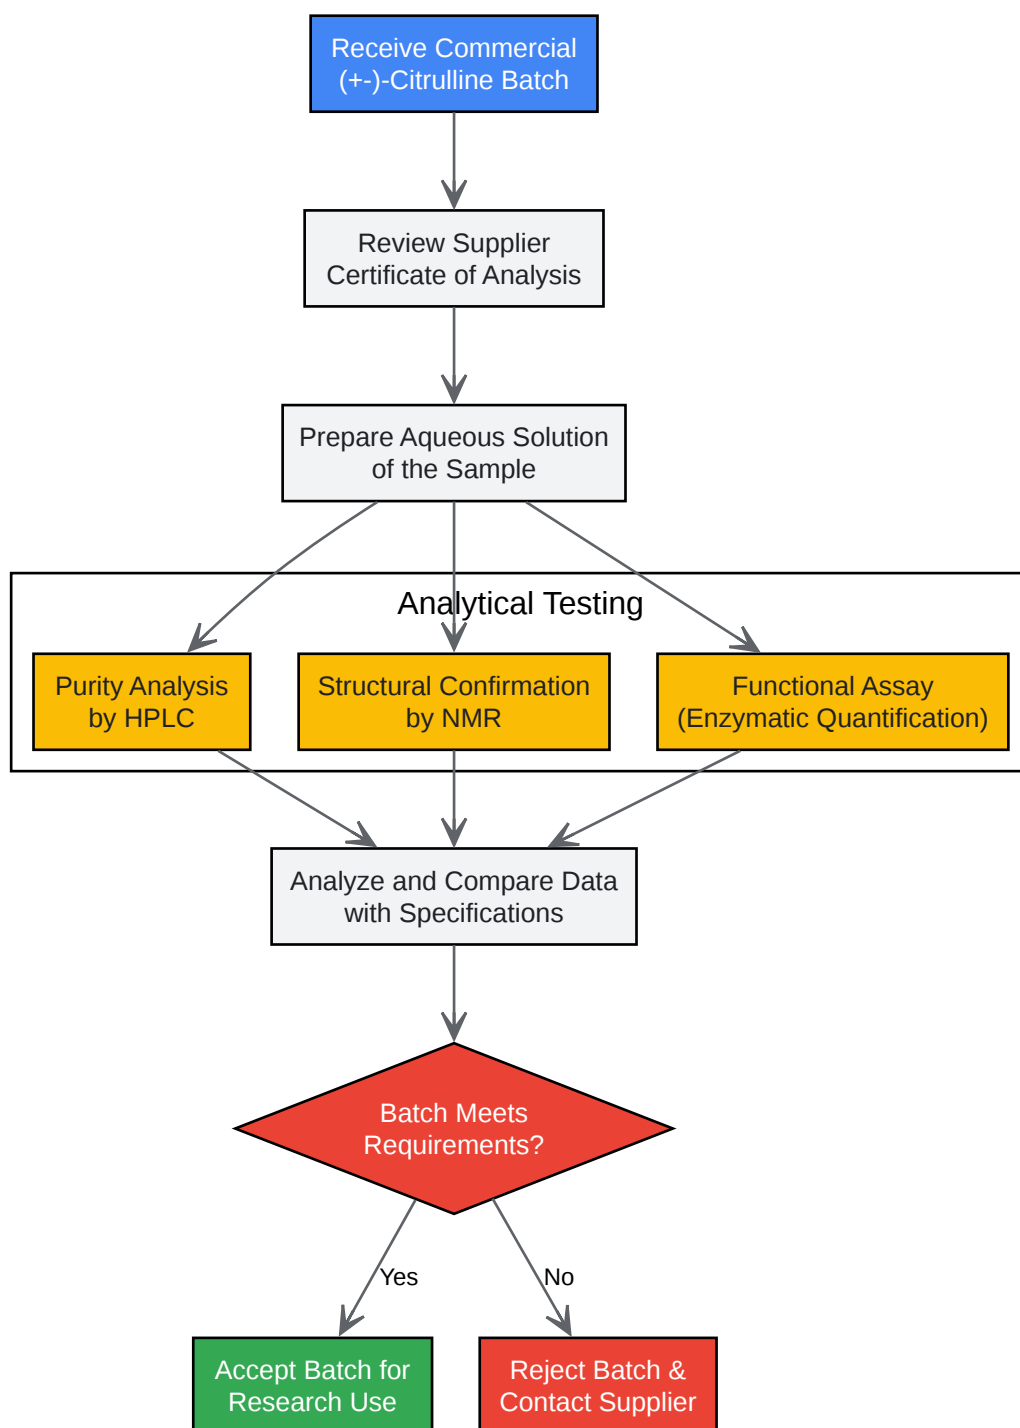 Receive Commercial
(+-)-Citrulline Batch
Review Supplier
Certificate of Analysis
Prepare Aqueous Solution
of the Sample
Analytical Testing
Purity Analysis
by HPLC
Structural Confirmation
by NMR
Functional Assay
(Enzymatic Quantification)
Analyze and Compare Data
with Specifications
Batch Meets
Requirements?
Yes
No
Accept Batch for
Research Use
Reject Batch &
Contact Supplier